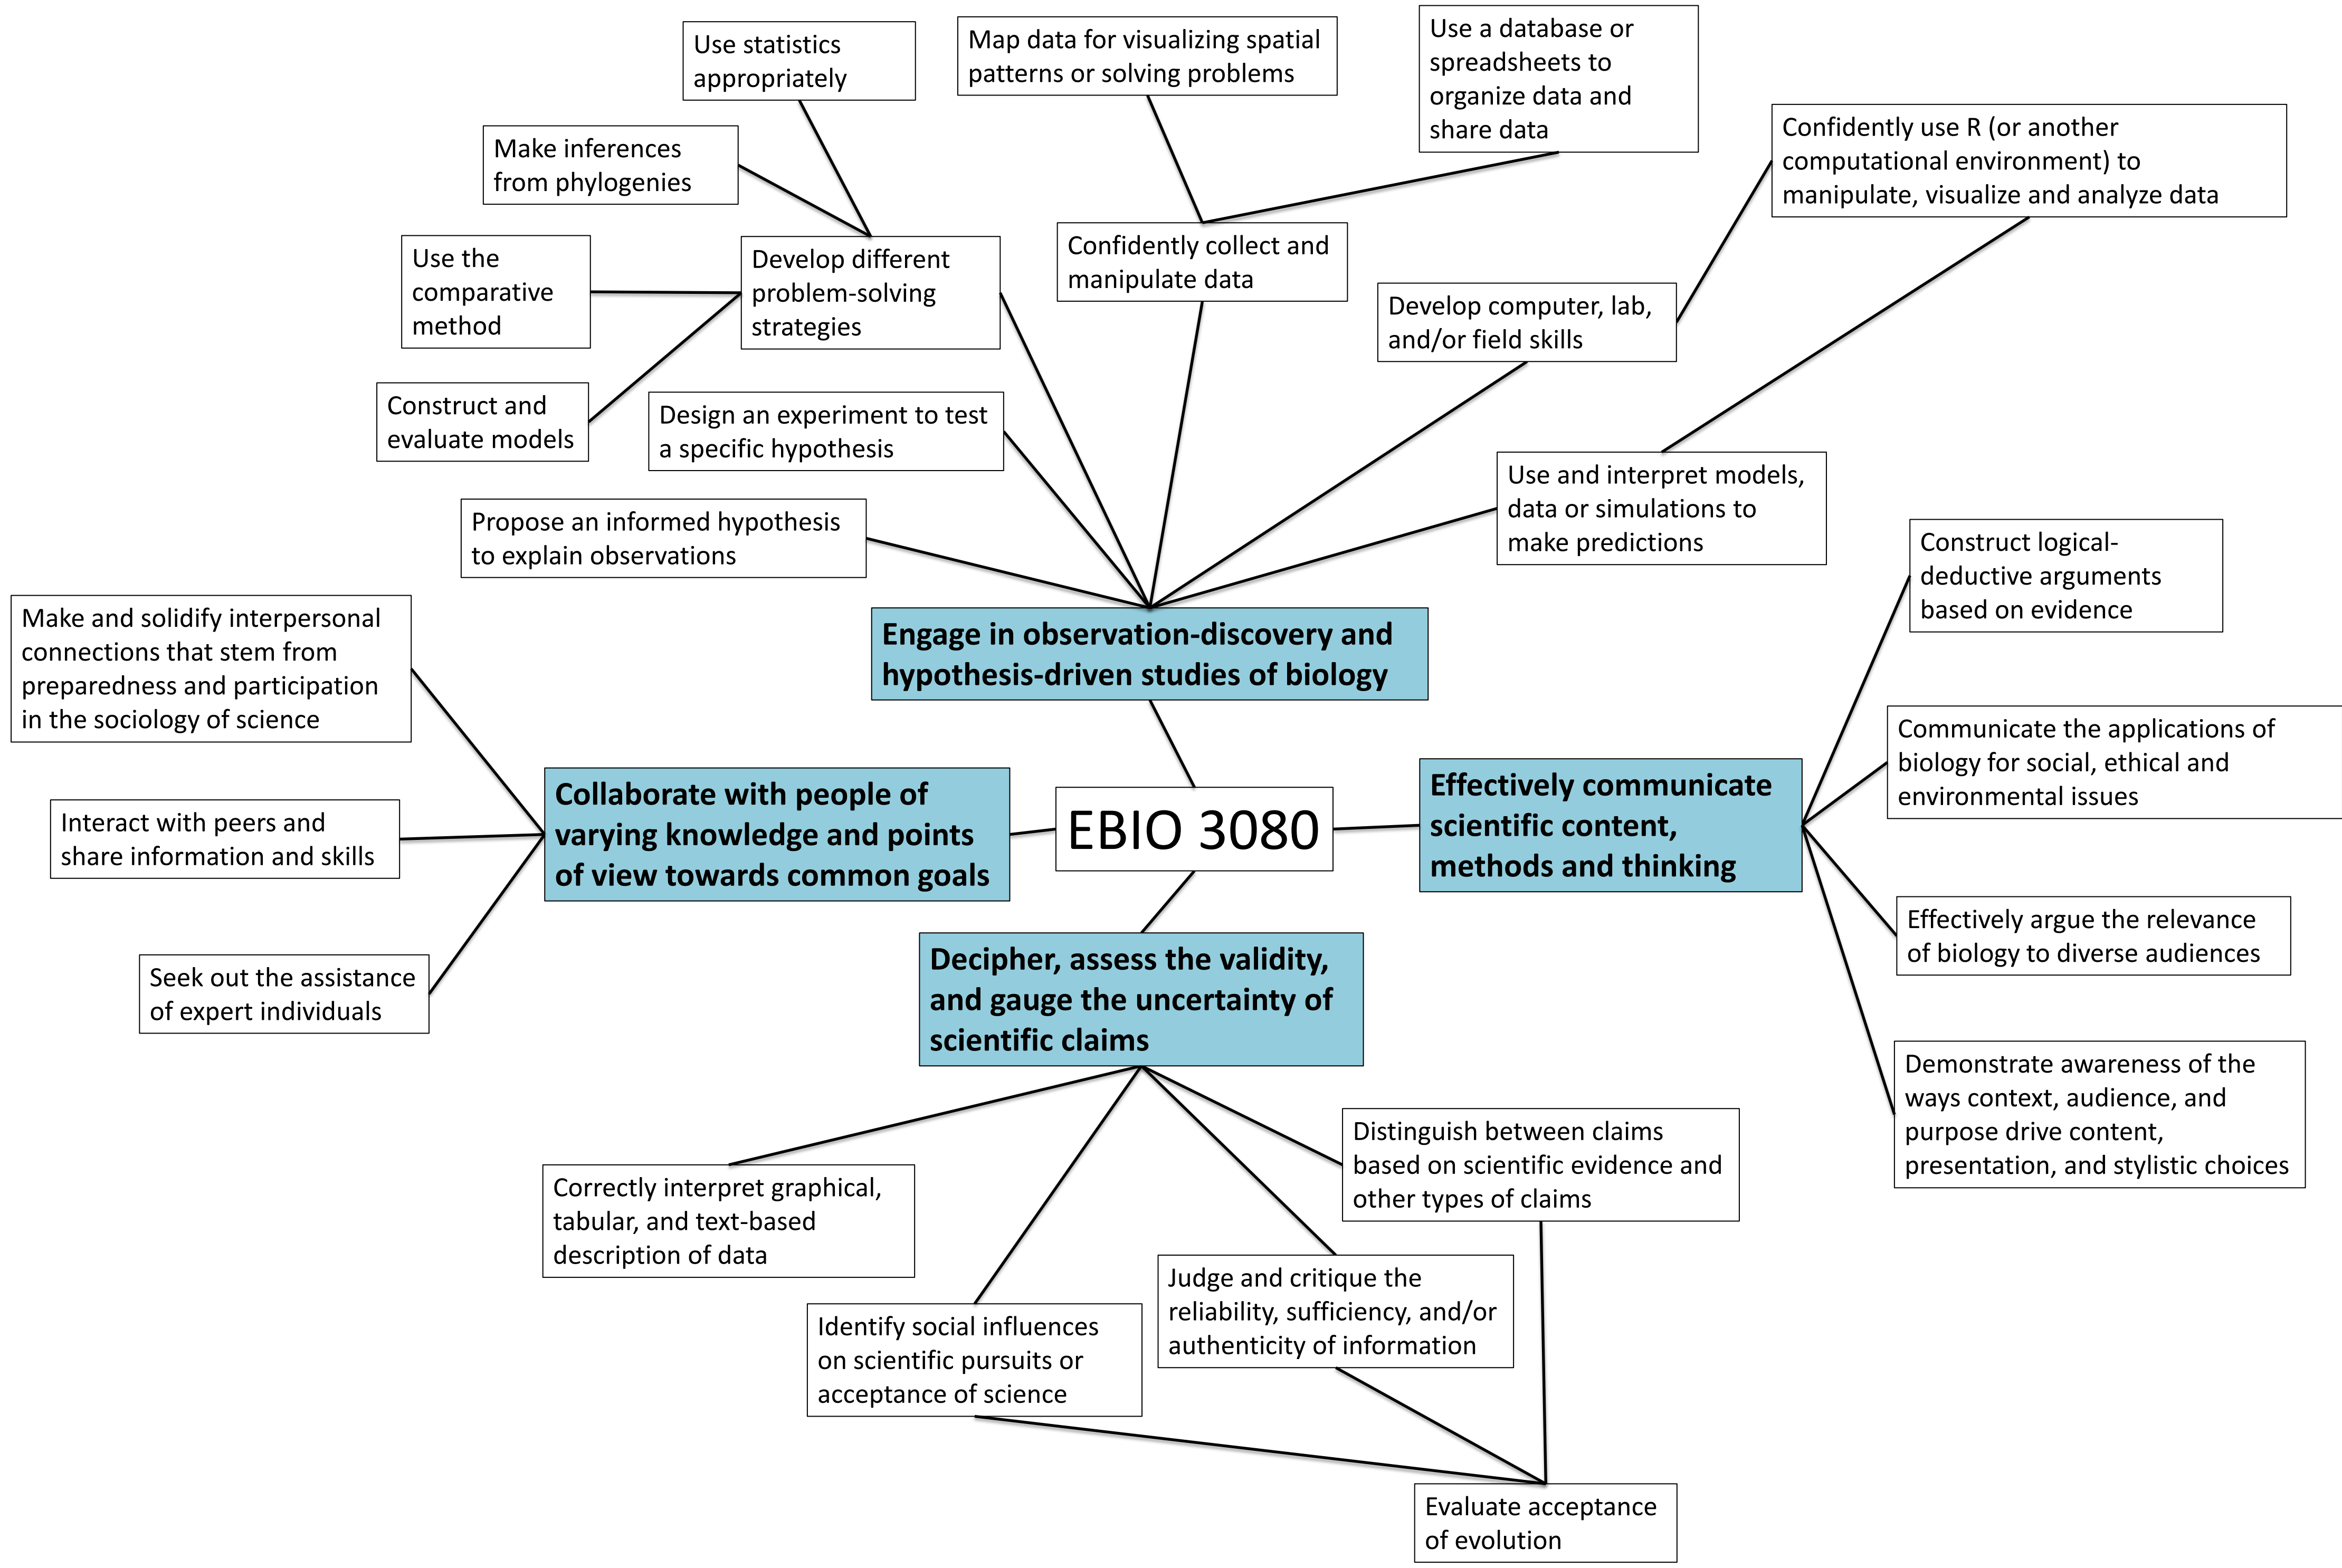 Use statistics
appropriately
Map data for visualizing spatial
patterns or solving problems
Use a database or
spreadsheets to
organize data and
share data
Confidently use R (or another
computational environment) to
manipulate, visualize and analyze data
Make inferences
from phylogenies
Use the
comparative
method
Develop different
problem-solving
strategies
Confidently collect and
manipulate data
Develop computer, lab,
and/or field skills
Construct and
evaluate models
Design an experiment to test
a specific hypothesis
Use and interpret models,
data or simulations to
make predictions
Propose an informed hypothesis
to explain observations
Construct logical-
deductive arguments
based on evidence
Make and solidify interpersonal
connections that stem from
preparedness and participation
in the sociology of science
Engage in observation-discovery and
hypothesis-driven studies of biology
Communicate the applications of
biology for social, ethical and
environmental issues
Interact with peers and
share information and skills
Collaborate with people of
varying knowledge and points
of view towards common goals
EBIO 3080
Effectively communicate
scientific content,
methods and thinking
Effectively argue the relevance
of biology to diverse audiences
Seek out the assistance
of expert individuals
Decipher, assess the validity,
and gauge the uncertainty of
scientific claims
Demonstrate awareness of the
ways context, audience, and
purpose drive content,
presentation, and stylistic choices
Distinguish between claims
based on scientific evidence and
other types of claims
Correctly interpret graphical,
tabular, and text-based
description of data
Judge and critique the
reliability, sufficiency, and/or
authenticity of information
Identify social influences
on scientific pursuits or
acceptance of science
Evaluate acceptance
of evolution